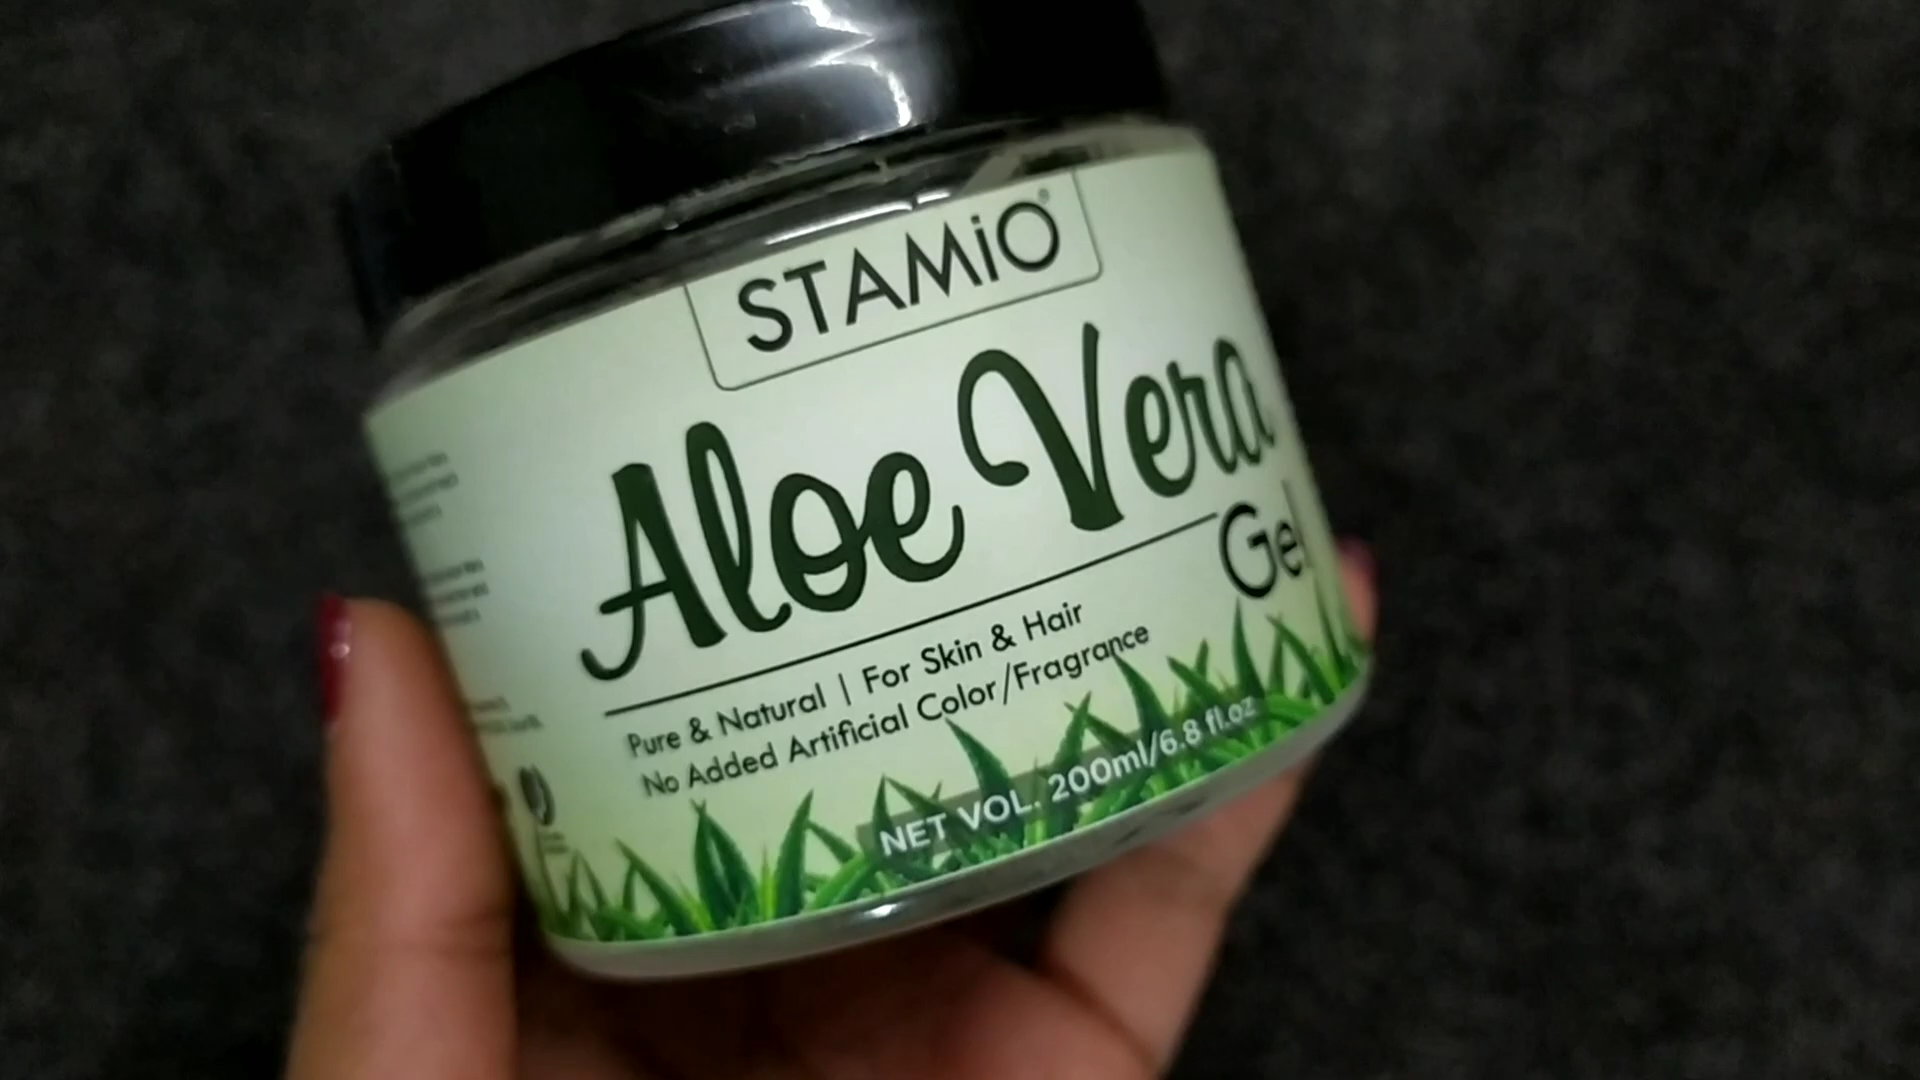 STAMiO®
Aloe Vera
Gel
Pure & Natural | For Skin & Hair
No Added Artificial Color/Fragrance
NET VOL. 200ml/6.8 fl.oz